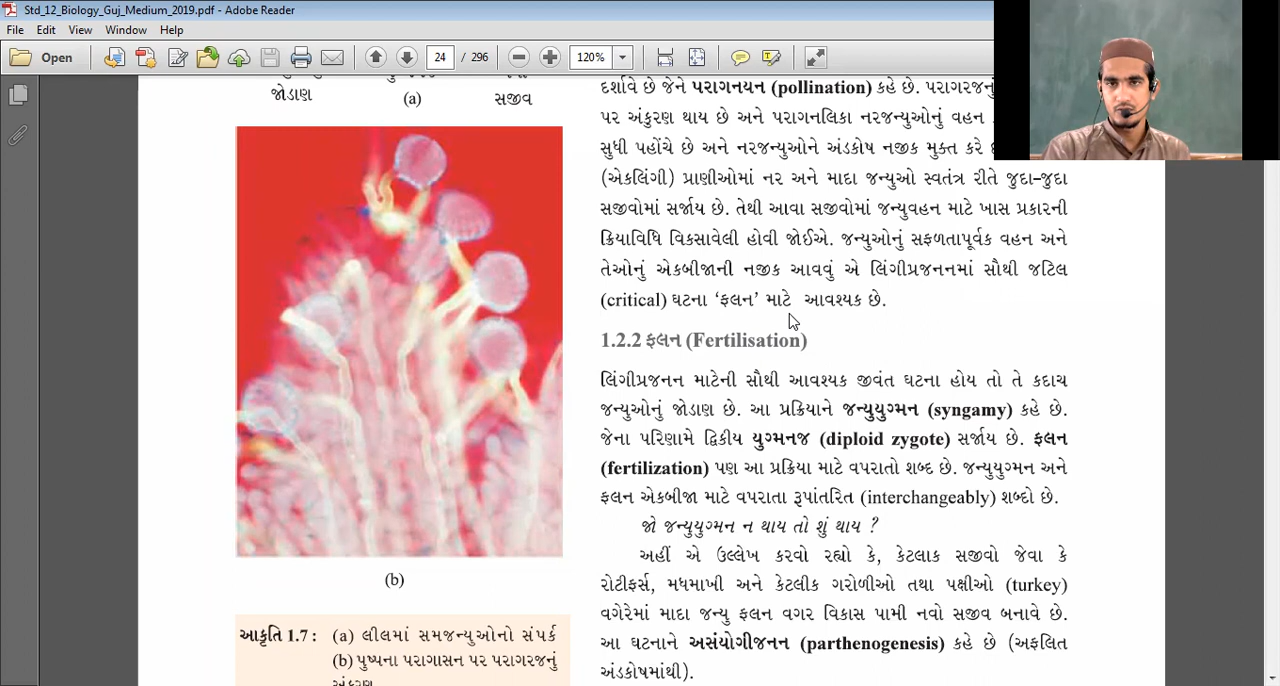 Std_12_Biology_Guj_Medium_2019.pdf - Adobe Reader
File Edit View Window Help
Open 24 / 296 120%
જોડાણ (a) સજીવ
(b)
આકૃતિ 1.7 : (a) લીલમાં સમજન્યુઓનો સંપર્ક
(b) પુષ્પના પરાગાસન પર પરાગરજનું
અંકુરણ
દર્શાવે છે જેને પરાગનયન (pollination) કહે છે. પરાગરજનું
પર અંકુરણ થાય છે અને પરાગનલિકા નરજન્યુઓનું વહન
સુધી પહોંચે છે અને નરજન્યુઓને અંડકોષ નજીક મુક્ત કરે
(એકલિંગી) પ્રાણીઓમાં નર અને માદા જન્યુઓ સ્વતંત્ર રીતે જુદા-જુદા
સજીવોમાં સર્જાય છે. તેથી આવા સજીવોમાં જન્યુવહન માટે ખાસ પ્રકારની
ક્રિયાવિધિ વિકસાવેલી હોવી જોઈએ. જન્યુઓનું સફળતાપૂર્વક વહન અને
તેઓનું એકબીજાની નજીક આવવું એ લિંગીપ્રજનનમાં સૌથી જટિલ
(critical) ઘટના ‘ફલન’ માટે આવશ્યક છે.
1.2.2 ફલન (Fertilisation)
લિંગીપ્રજનન માટેની સૌથી આવશ્યક જીવંત ઘટના હોય તો તે કદાચ
જન્યુઓનું જોડાણ છે. આ પ્રક્રિયાને જન્યુયુગ્મન (syngamy) કહે છે.
જેના પરિણામે દ્વિકીય યુગ્મનજ (diploid zygote) સર્જાય છે. ફલન
(fertilization) પણ આ પ્રક્રિયા માટે વપરાતો શબ્દ છે. જન્યુયુગ્મન અને
ફલન એકબીજા માટે વપરાતા રૂપાંતરિત (interchangeably) શબ્દો છે.
જો જન્યુયુગ્મન ન થાય તો શું થાય ?
અહીં એ ઉલ્લેખ કરવો રહ્યો કે, કેટલાક સજીવો જેવા કે
રોટીફર્સ, મધમાખી અને કેટલીક ગરોળીઓ તથા પક્ષીઓ (turkey)
વગેરેમાં માદા જન્યુ ફલન વગર વિકાસ પામી નવો સજીવ બનાવે છે.
આ ઘટનાને અસંયોગીજનન (parthenogenesis) કહે છે (અફલિત
અંડકોષમાંથી).